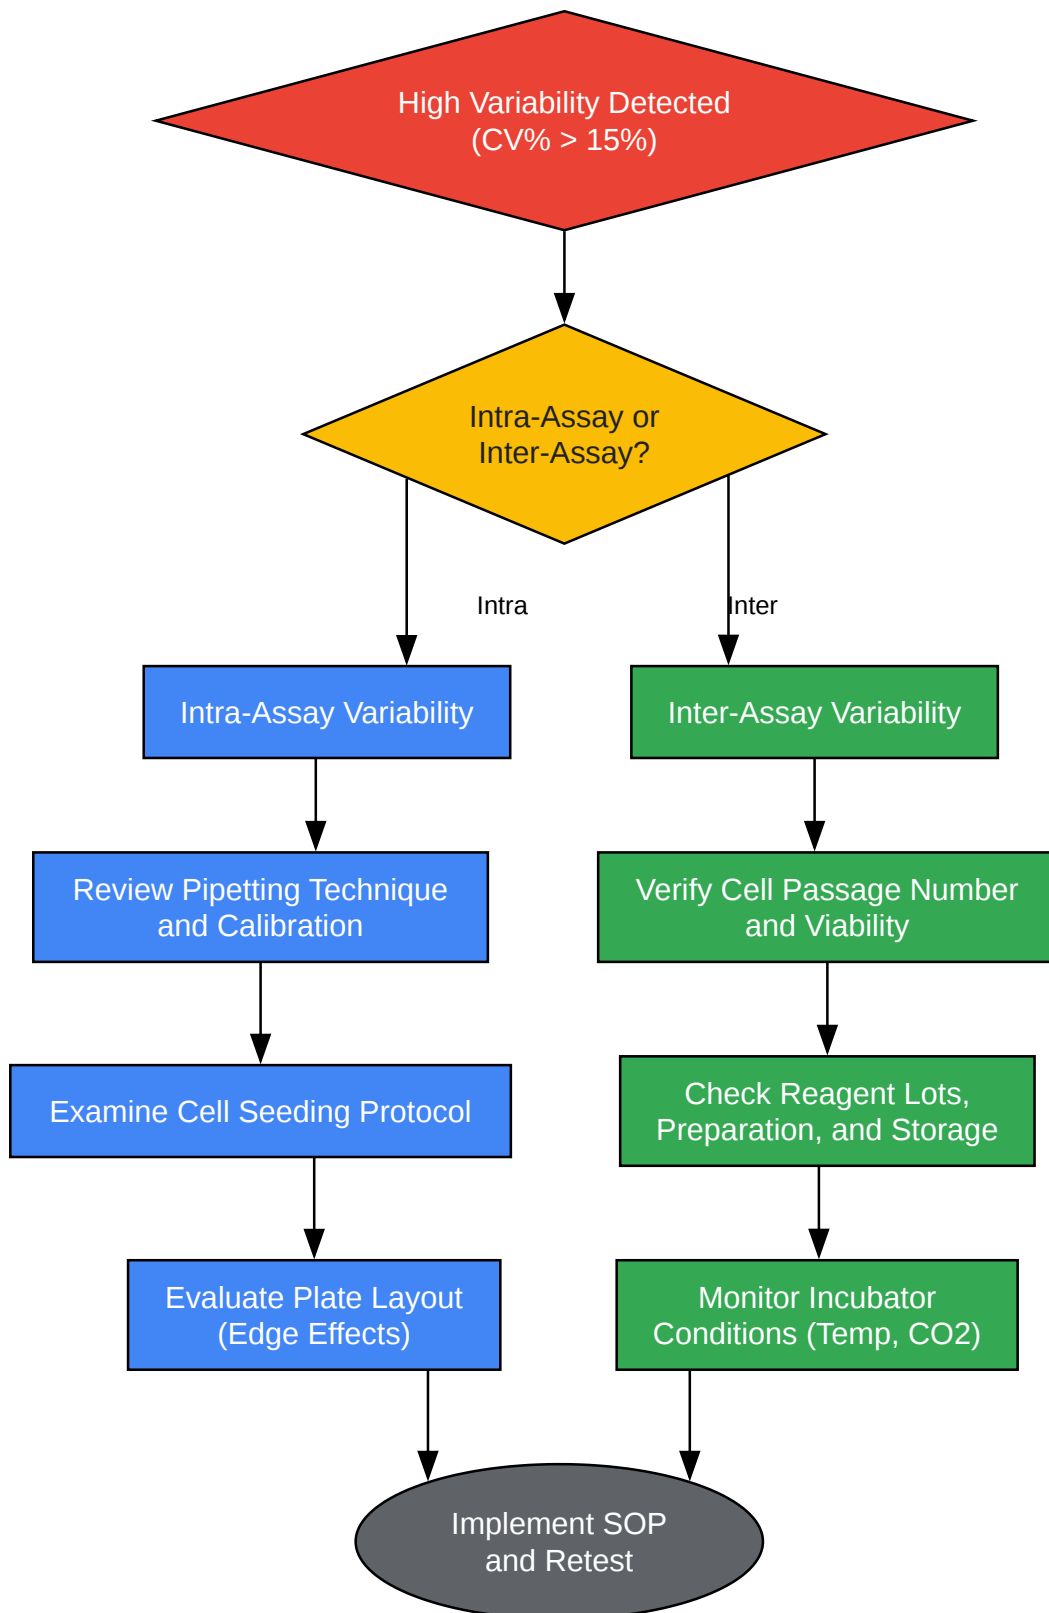 High Variability Detected
(CV% > 15%)
Intra-Assay or
Inter-Assay?
Intra
Inter
Intra-Assay Variability
Inter-Assay Variability
Review Pipetting Technique
and Calibration
Verify Cell Passage Number
and Viability
Examine Cell Seeding Protocol
Check Reagent Lots,
Preparation, and Storage
Evaluate Plate Layout
(Edge Effects)
Monitor Incubator
Conditions (Temp, CO2)
Implement SOP
and Retest